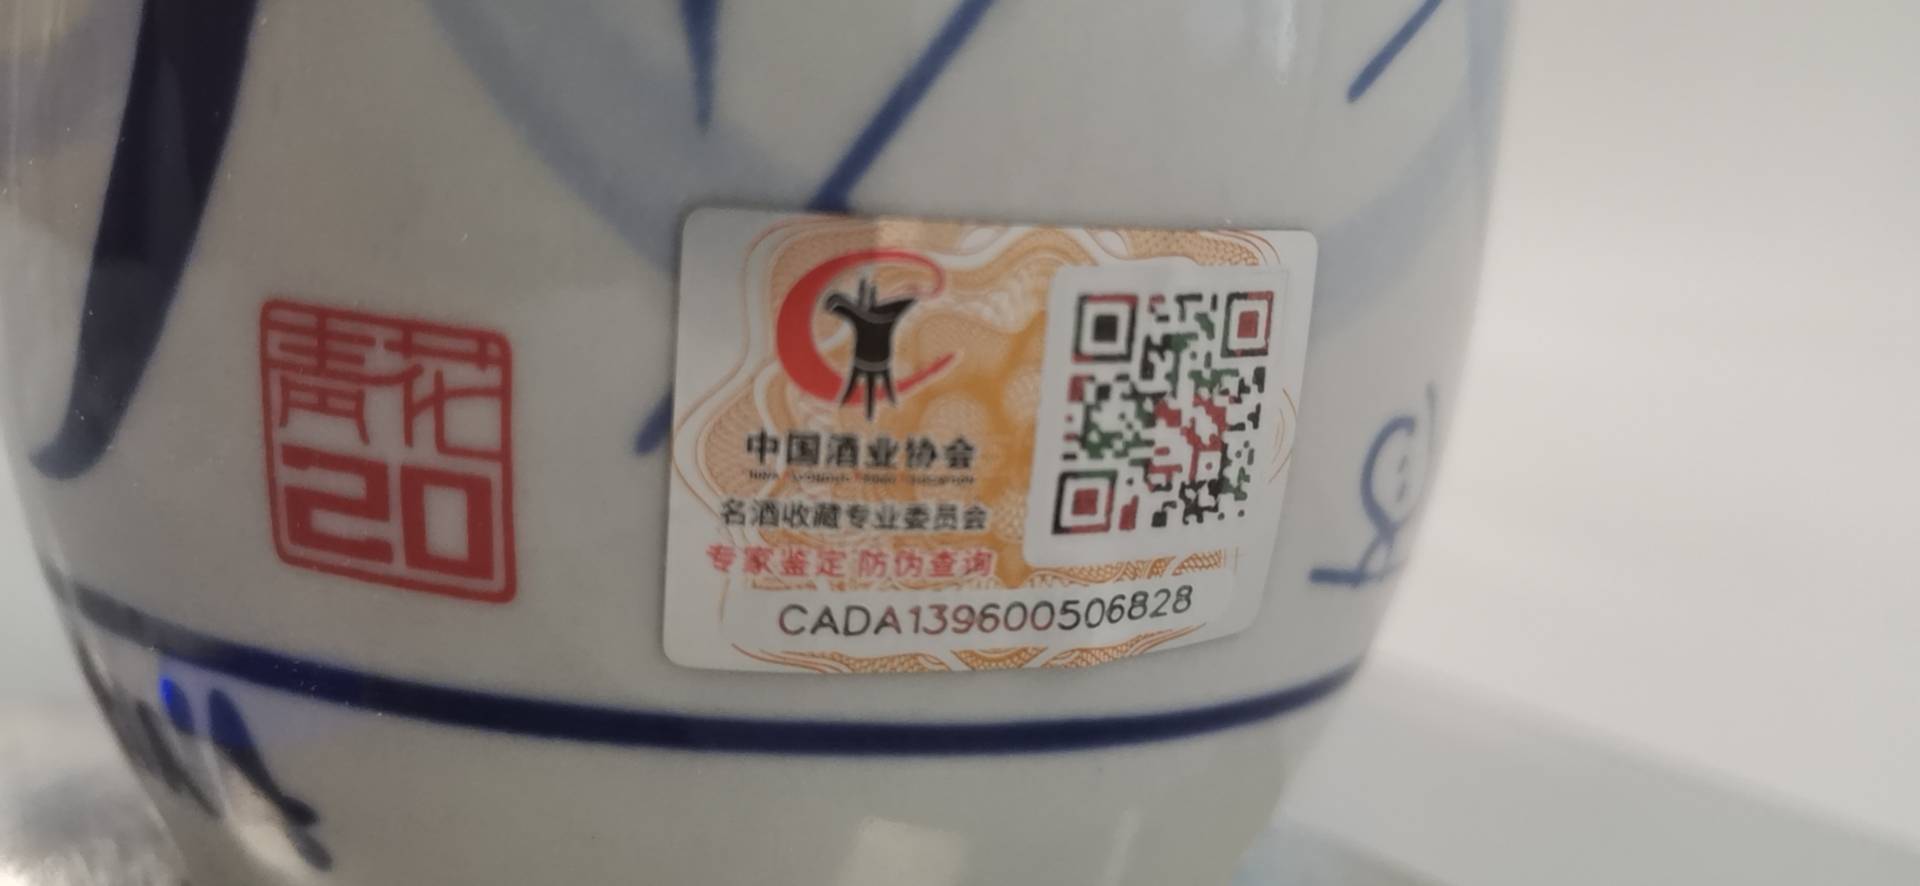 青花
20
中国酒业协会
名酒收藏专业委员会
专家鉴定 防伪查询
CADA139600506828